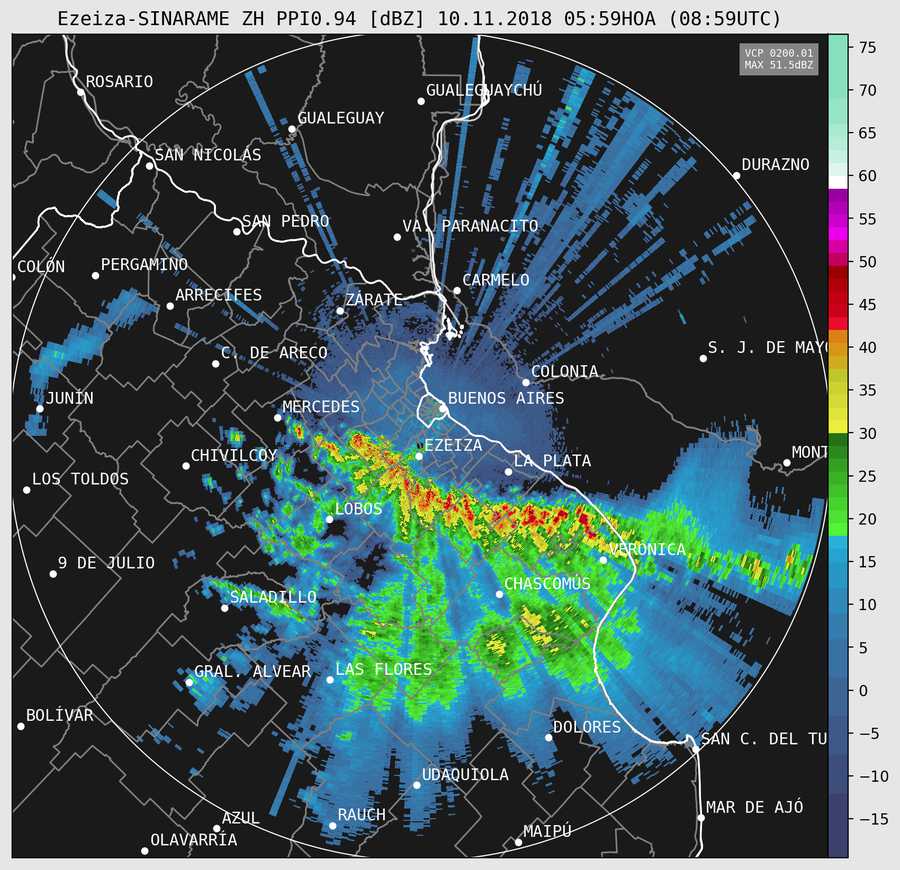 Ezeiza-SINARAME ZH PPI0.94 [dBZ] 10.11.2018 05:59HOA (08:59UTC)
VCP 0200.01
MAX 51.5dBZ
75
70
65
60
55
50
45
40
35
30
25
20
15
10
5
0
−5
−10
−15
ROSARIO
GUALEGUAYCHÚ
GUALEGUAY
SAN NICOLÁS
DURAZNO
SAN PEDRO
VA. PARANACITO
COLÓN
PERGAMINO
CARMELO
ARRECIFES
ZÁRATE
C. DE ARECO
S. J. DE MAY
COLONIA
JUNÍN
BUENOS AIRES
MERCEDES
EZEIZA
CHIVILCOY
LA PLATA
MONT
LOS TOLDOS
LOBOS
VERÓNICA
9 DE JULIO
CHASCOMÚS
SALADILLO
GRAL. ALVEAR
LAS FLORES
BOLÍVAR
DOLORES
SAN C. DEL TU
UDAQUIOLA
MAR DE AJÓ
RAUCH
AZUL
MAIPÚ
OLAVARRÍA